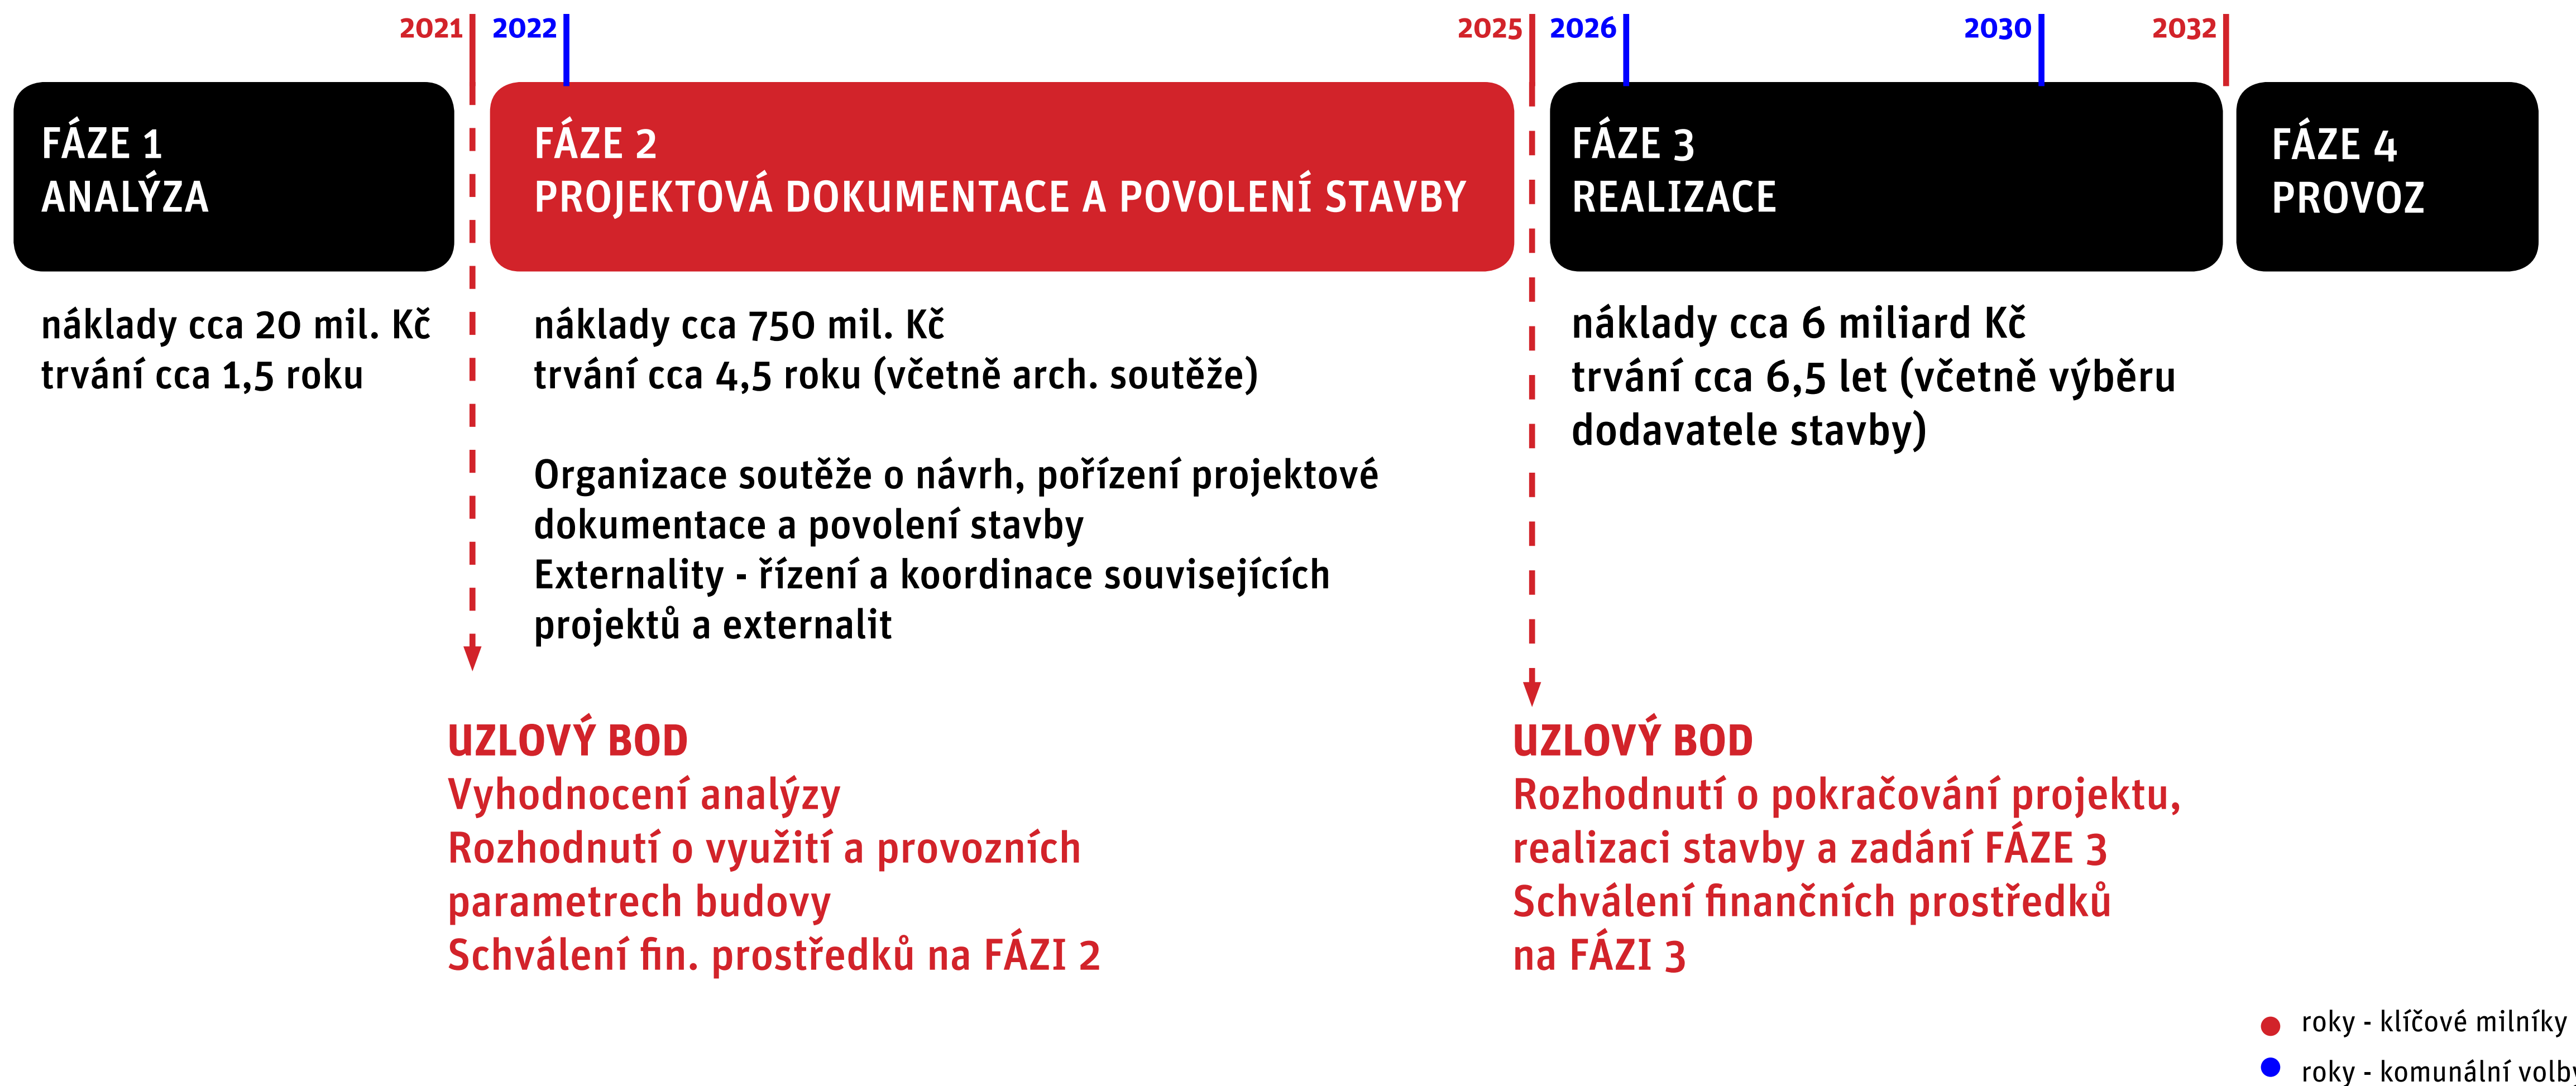 2021
2022
2025
2026
2030
2032
FÁZE 1
ANALÝZA
FÁZE 2
PROJEKTOVÁ DOKUMENTACE A POVOLENÍ STAVBY
FÁZE 3
REALIZACE
FÁZE 4
PROVOZ
náklady cca 20 mil. Kč
trvání cca 1,5 roku
náklady cca 750 mil. Kč
trvání cca 4,5 roku (včetně arch. soutěže)
Organizace soutěže o návrh, pořízení projektové
dokumentace a povolení stavby
Externality - řízení a koordinace souvisejících
projektů a externalit
náklady cca 6 miliard Kč
trvání cca 6,5 let (včetně výběru
dodavatele stavby)
UZLOVÝ BOD
Vyhodnocení analýzy
Rozhodnutí o využití a provozních
parametrech budovy
Schválení fin. prostředků na FÁZI 2
UZLOVÝ BOD
Rozhodnutí o pokračování projektu,
realizaci stavby a zadání FÁZE 3
Schválení finančních prostředků
na FÁZI 3
roky - klíčové milníky
roky - komunální volby